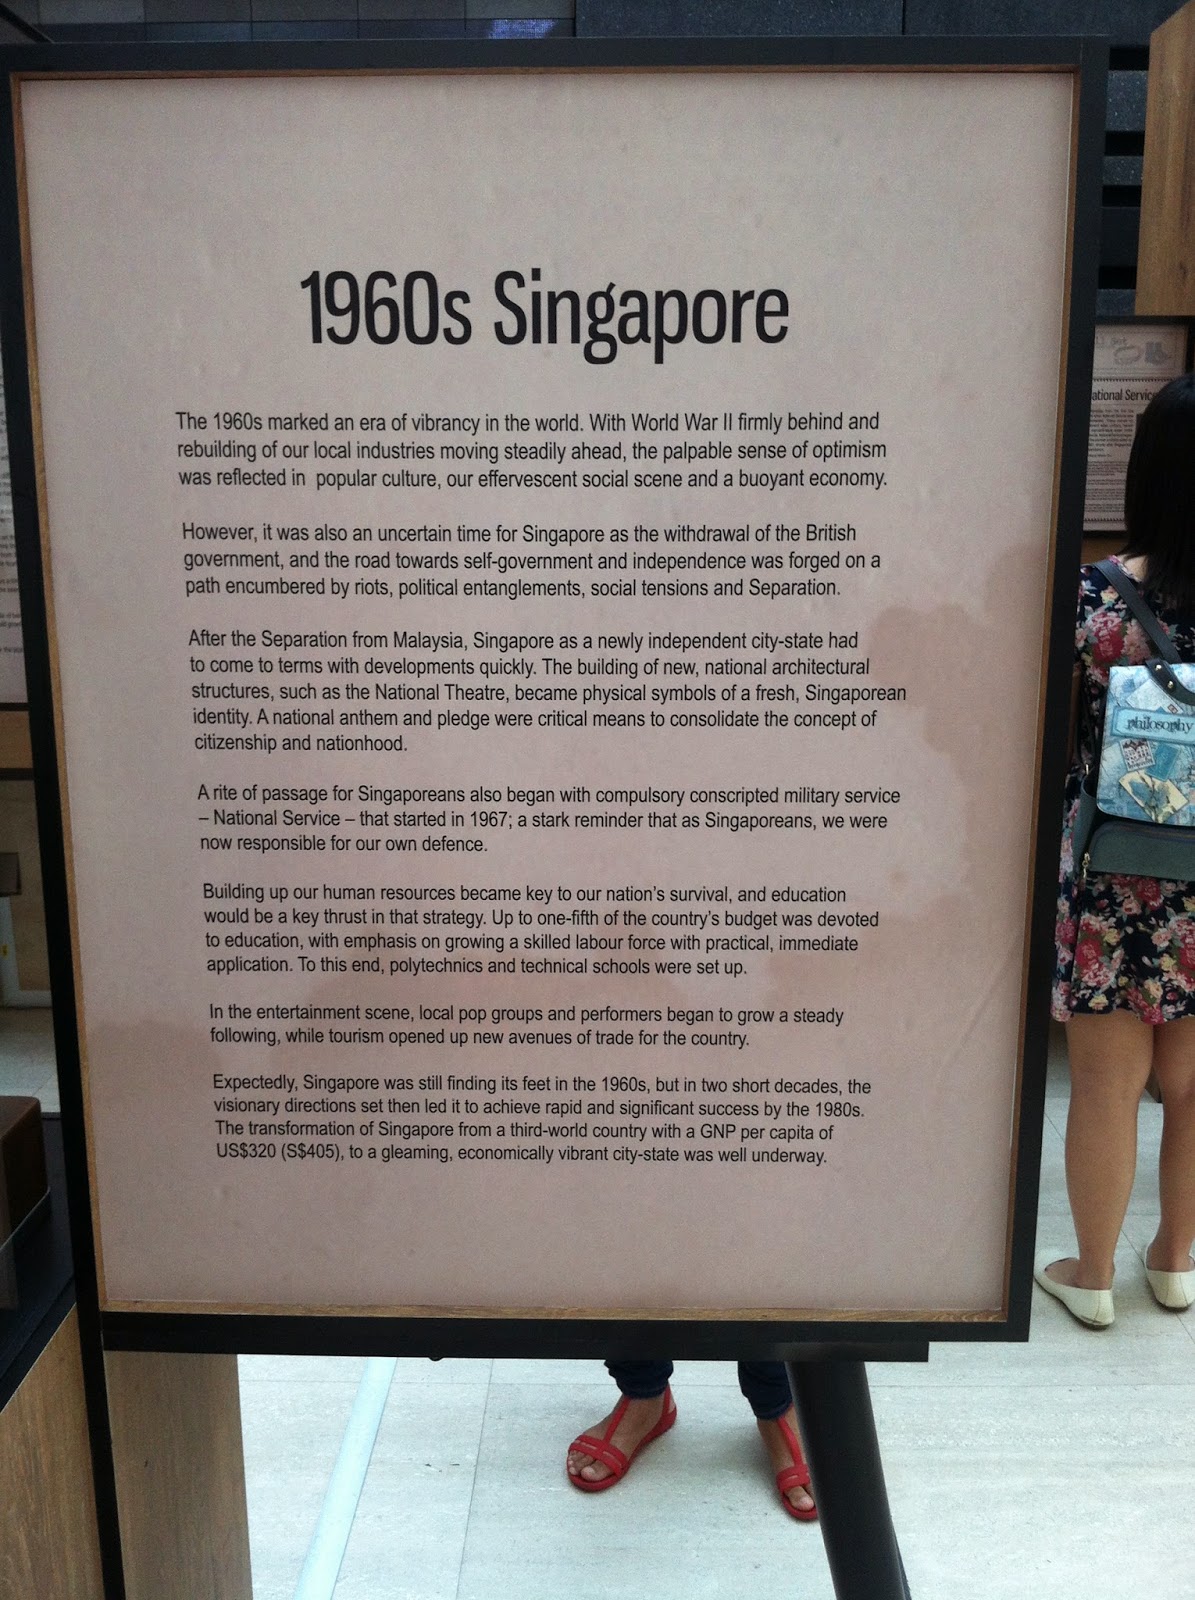 1960s Singapore
The 1960s marked an era of vibrancy in the world. With World War II firmly behind and
rebuilding of our local industries moving steadily ahead, the palpable sense of optimism
was reflected in popular culture, our effervescent social scene and a buoyant economy.
However, it was also an uncertain time for Singapore as the withdrawal of the British
government, and the road towards self-government and independence was forged on a
path encumbered by riots, political entanglements, social tensions and Separation.
After the Separation from Malaysia, Singapore as a newly independent city-state had
to come to terms with developments quickly. The building of new, national architectural
structures, such as the National Theatre, became physical symbols of a fresh, Singaporean
identity. A national anthem and pledge were critical means to consolidate the concept of
citizenship and nationhood.
A rite of passage for Singaporeans also began with compulsory conscripted military service
– National Service – that started in 1967; a stark reminder that as Singaporeans, we were
now responsible for our own defence.
Building up our human resources became key to our nation's survival, and education
would be a key thrust in that strategy. Up to one-fifth of the country's budget was devoted
to education, with emphasis on growing a skilled labour force with practical, immediate
application. To this end, polytechnics and technical schools were set up.
In the entertainment scene, local pop groups and performers began to grow a steady
following, while tourism opened up new avenues of trade for the country.
Expectedly, Singapore was still finding its feet in the 1960s, but in two short decades, the
visionary directions set then led it to achieve rapid and significant success by the 1980s.
The transformation of Singapore from a third-world country with a GNP per capita of
US$320 (S$405), to a gleaming, economically vibrant city-state was well underway.
ational Service
philosophy